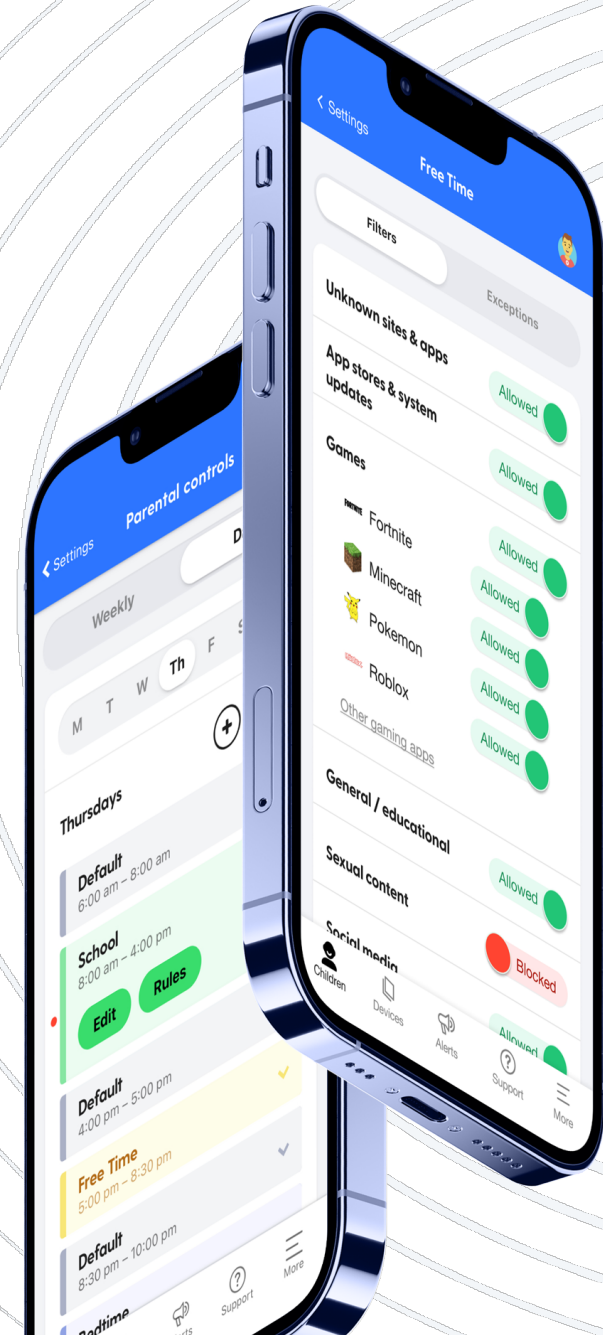 Settings
Free Time
Filters
Exceptions
Unknown sites & apps
Allowed
App stores & system
updates
Allowed
Games
Allowed
FORTNITE
Fortnite
Allowed
Minecraft
Allowed
Pokemon
Allowed
Roblox
Allowed
Other gaming apps
General / educational
Allowed
Sexual content
Blocked
Social media
Allowed
Children
Devices
Alerts
Support
More
Settings
Parental controls
Weekly
D
M T W Th F S
Thursdays
Default
6:00 am – 8:00 am
School
8:00 am – 4:00 pm
Edit
Rules
Default
4:00 pm – 5:00 pm
Free Time
5:00 pm – 8:30 pm
Default
8:30 pm – 10:00 pm
Bedtime
Support
More